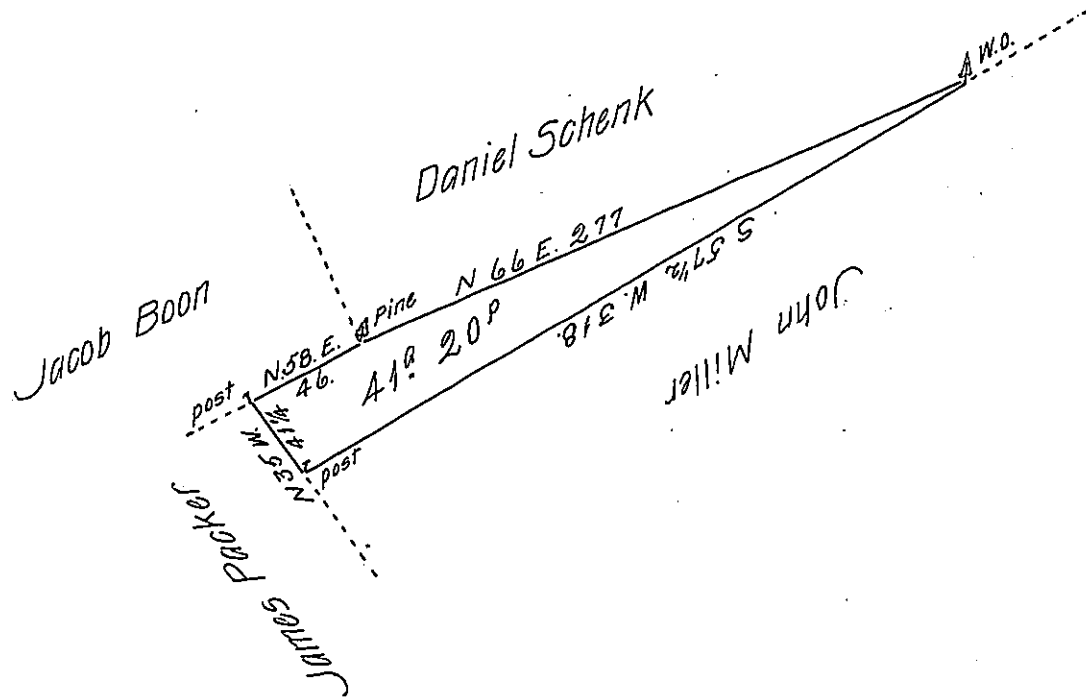 W.O.
Daniel Schenk
N 66 E. 277
Pine
Jacob Boon
N.58. E.
46.
41a. 20p
S 57½ W. 318.
John Miller
post
N 35 W.
41¼
post
James Packer